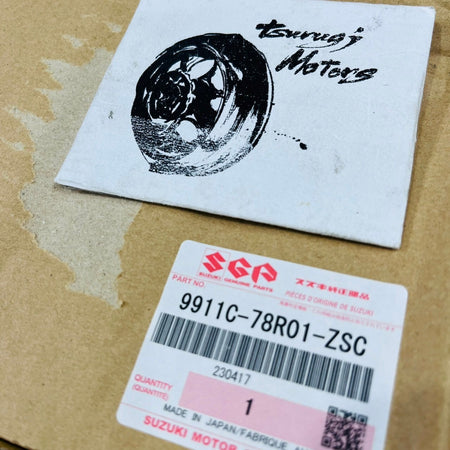 Tsurugi
Motors
SGP
SUZUKI GENUINE PARTS
スズキ純正部品
PART NO.
PIÈCES D'ORIGINE DE SUZUKI
9911C-78R01-ZSC
230417
QUANTITY
(QUANTITÉ)
1
MADE IN JAPAN/FABRIQUÉ A
SUZUKI MOTOR